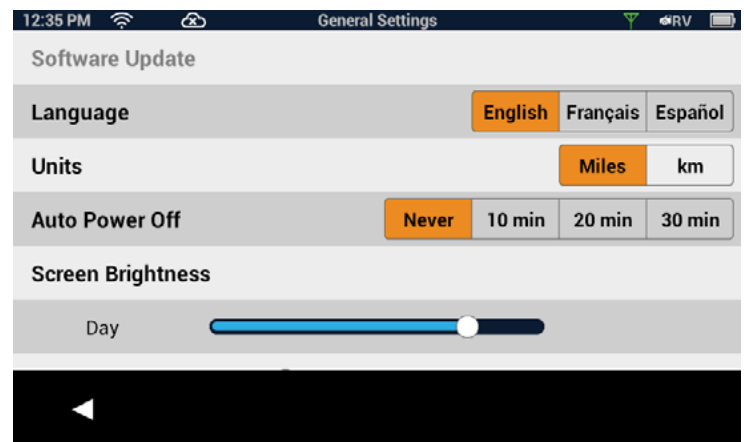 12:35 PM General Settings RV
Software Update
Language English Français Español
Units Miles km
Auto Power Off Never 10 min 20 min 30 min
Screen Brightness
Day